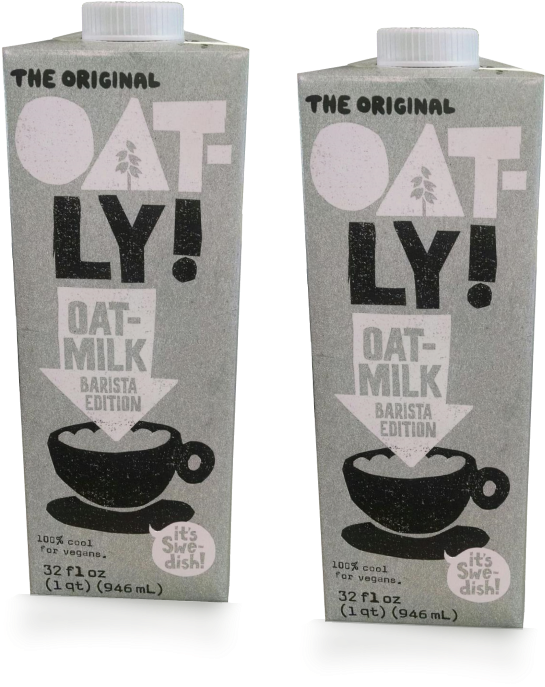 THE ORIGINAL
OAT-
LY!
OAT-
MILK
BARISTA
EDITION
100% cool
for vegans.
it's
Swe-
dish!
32 fl oz
(1 qt) (946 mL)
THE ORIGINAL
OAT-
LY!
OAT-
MILK
BARISTA
EDITION
100% cool
for vegans.
it's
Swe-
dish!
32 fl oz
(1 qt) (946 mL)